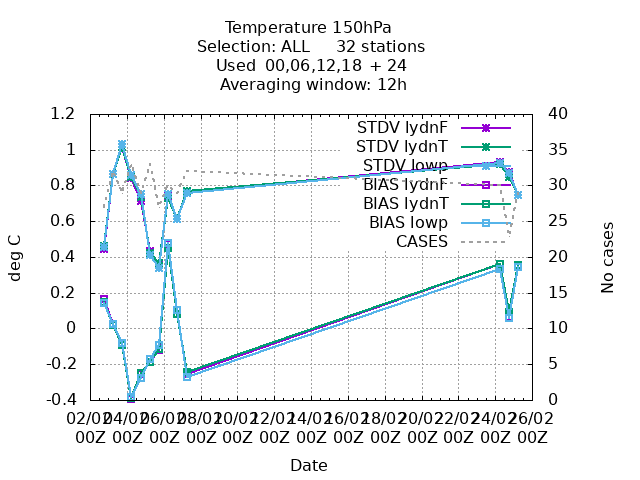 Temperature 150hPa
Selection: ALL 32 stations
Used 00,06,12,18 + 24
Averaging window: 12h
deg C
No cases
1.2
1
0.8
0.6
0.4
0.2
0
-0.2
-0.4
40
35
30
25
20
15
10
5
0
STDV lydnF
STDV lydnT
STDV lowp
BIAS lydnF
BIAS lydnT
BIAS lowp
CASES
02/02 04/02 06/02 08/02 10/02 12/02 14/02 16/02 18/02 20/02 22/02 24/02 26/02
00Z 00Z 00Z 00Z 00Z 00Z 00Z 00Z 00Z 00Z 00Z 00Z 00Z
Date